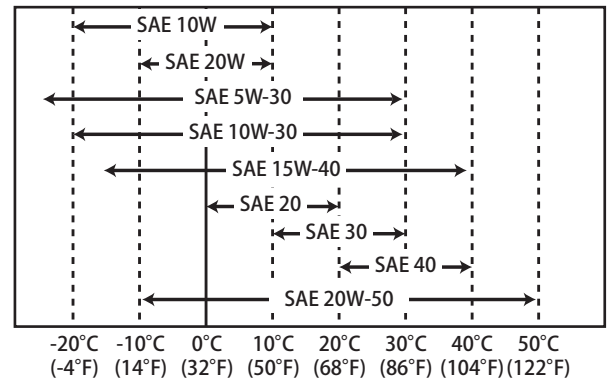 SAE 10W
SAE 20W
SAE 5W-30
SAE 10W-30
SAE 15W-40
SAE 20
SAE 30
SAE 40
SAE 20W-50
-20°C -10°C 0°C 10°C 20°C 30°C 40°C 50°C
(-4°F) (14°F) (32°F) (50°F) (68°F) (86°F) (104°F) (122°F)